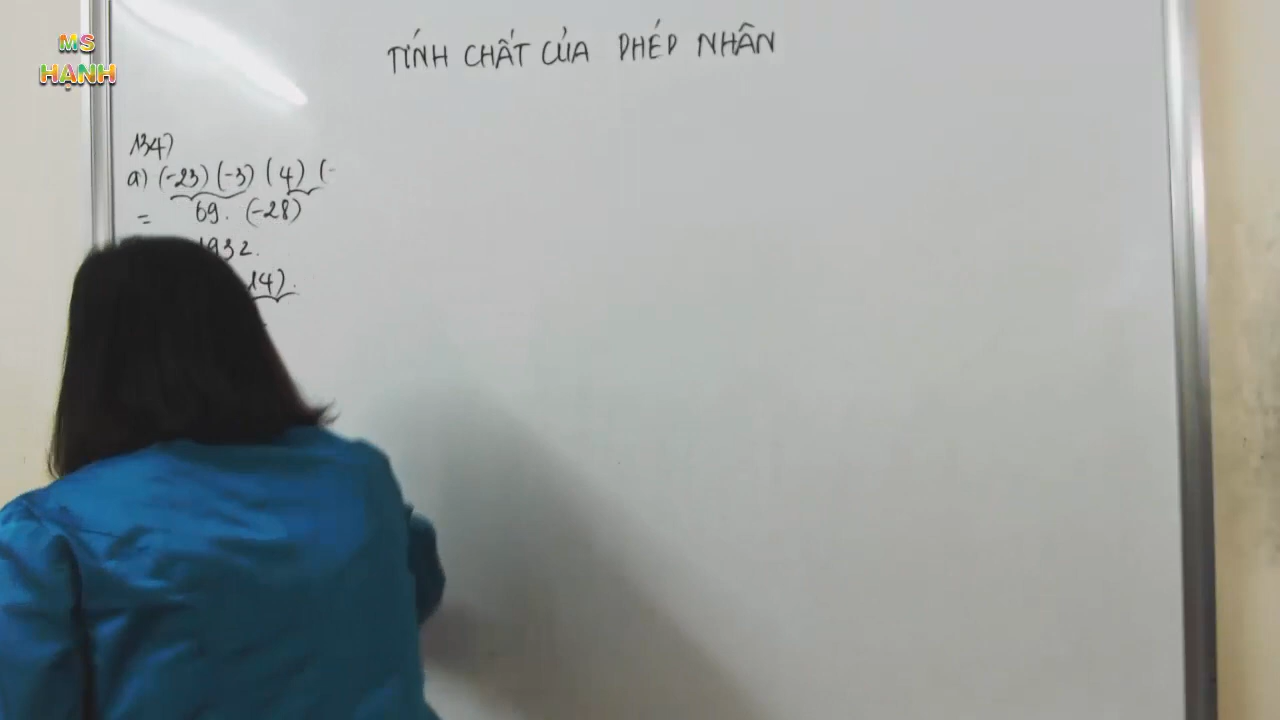 MS
HẠNH
TÍNH CHẤT CỦA PHÉP NHÂN
134)
a) (-23) (-3) (4) (-
= 69. (-28)
1932.
14).